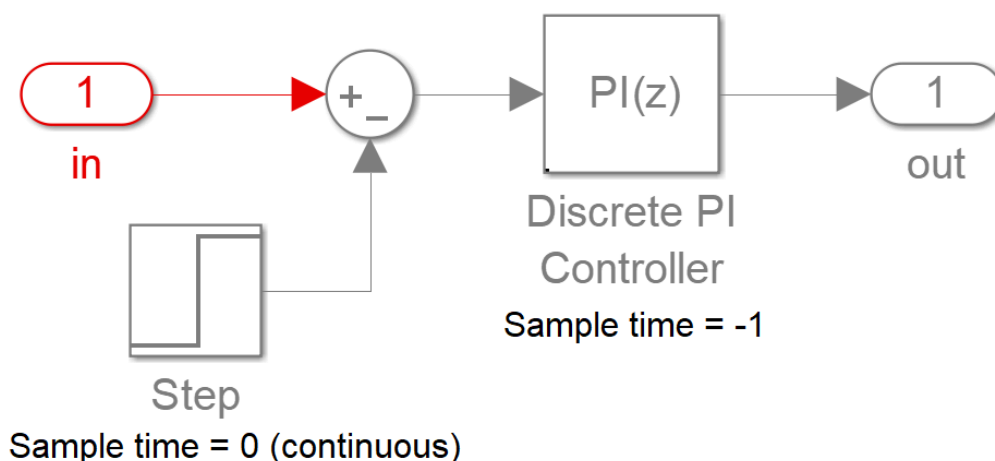 1
in
+
−
PI(z)
1
out
Discrete PI
Controller
Sample time = -1
Step
Sample time = 0 (continuous)